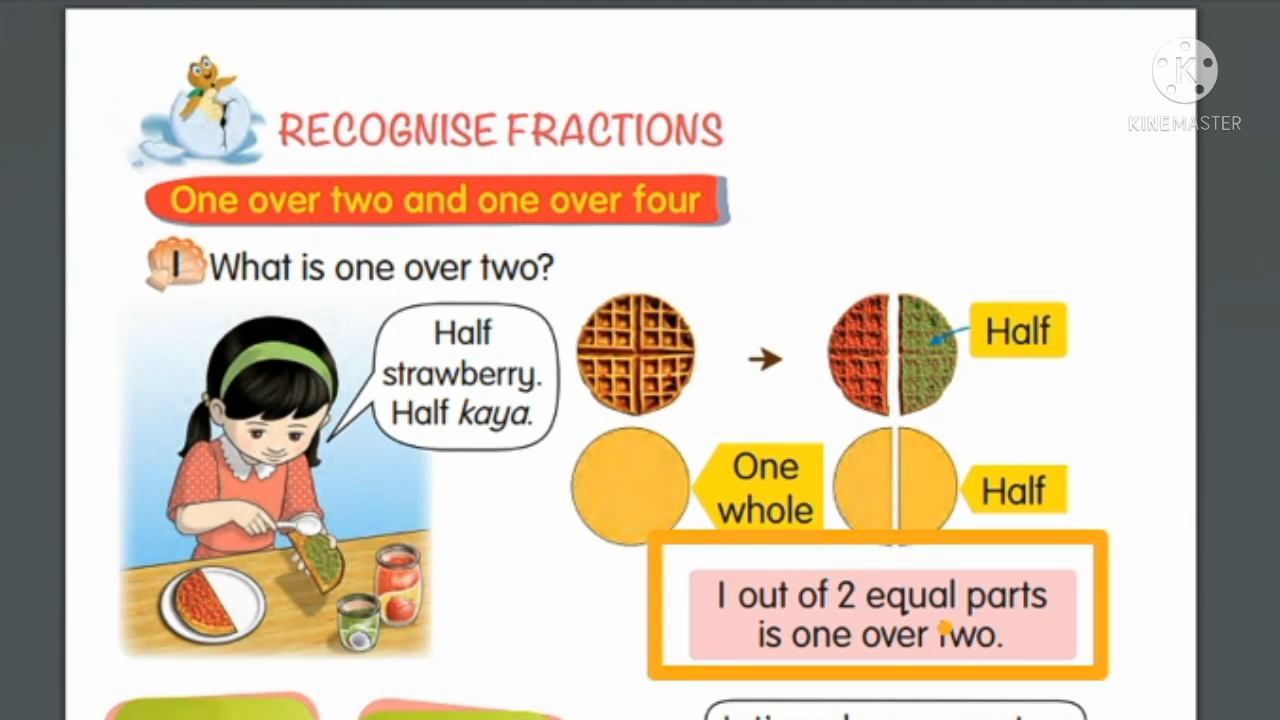 KINEMASTER
RECOGNISE FRACTIONS
One over two and one over four
1 What is one over two?
Half
strawberry.
Half kaya.
Half
One
whole
Half
1 out of 2 equal parts
is one over two.